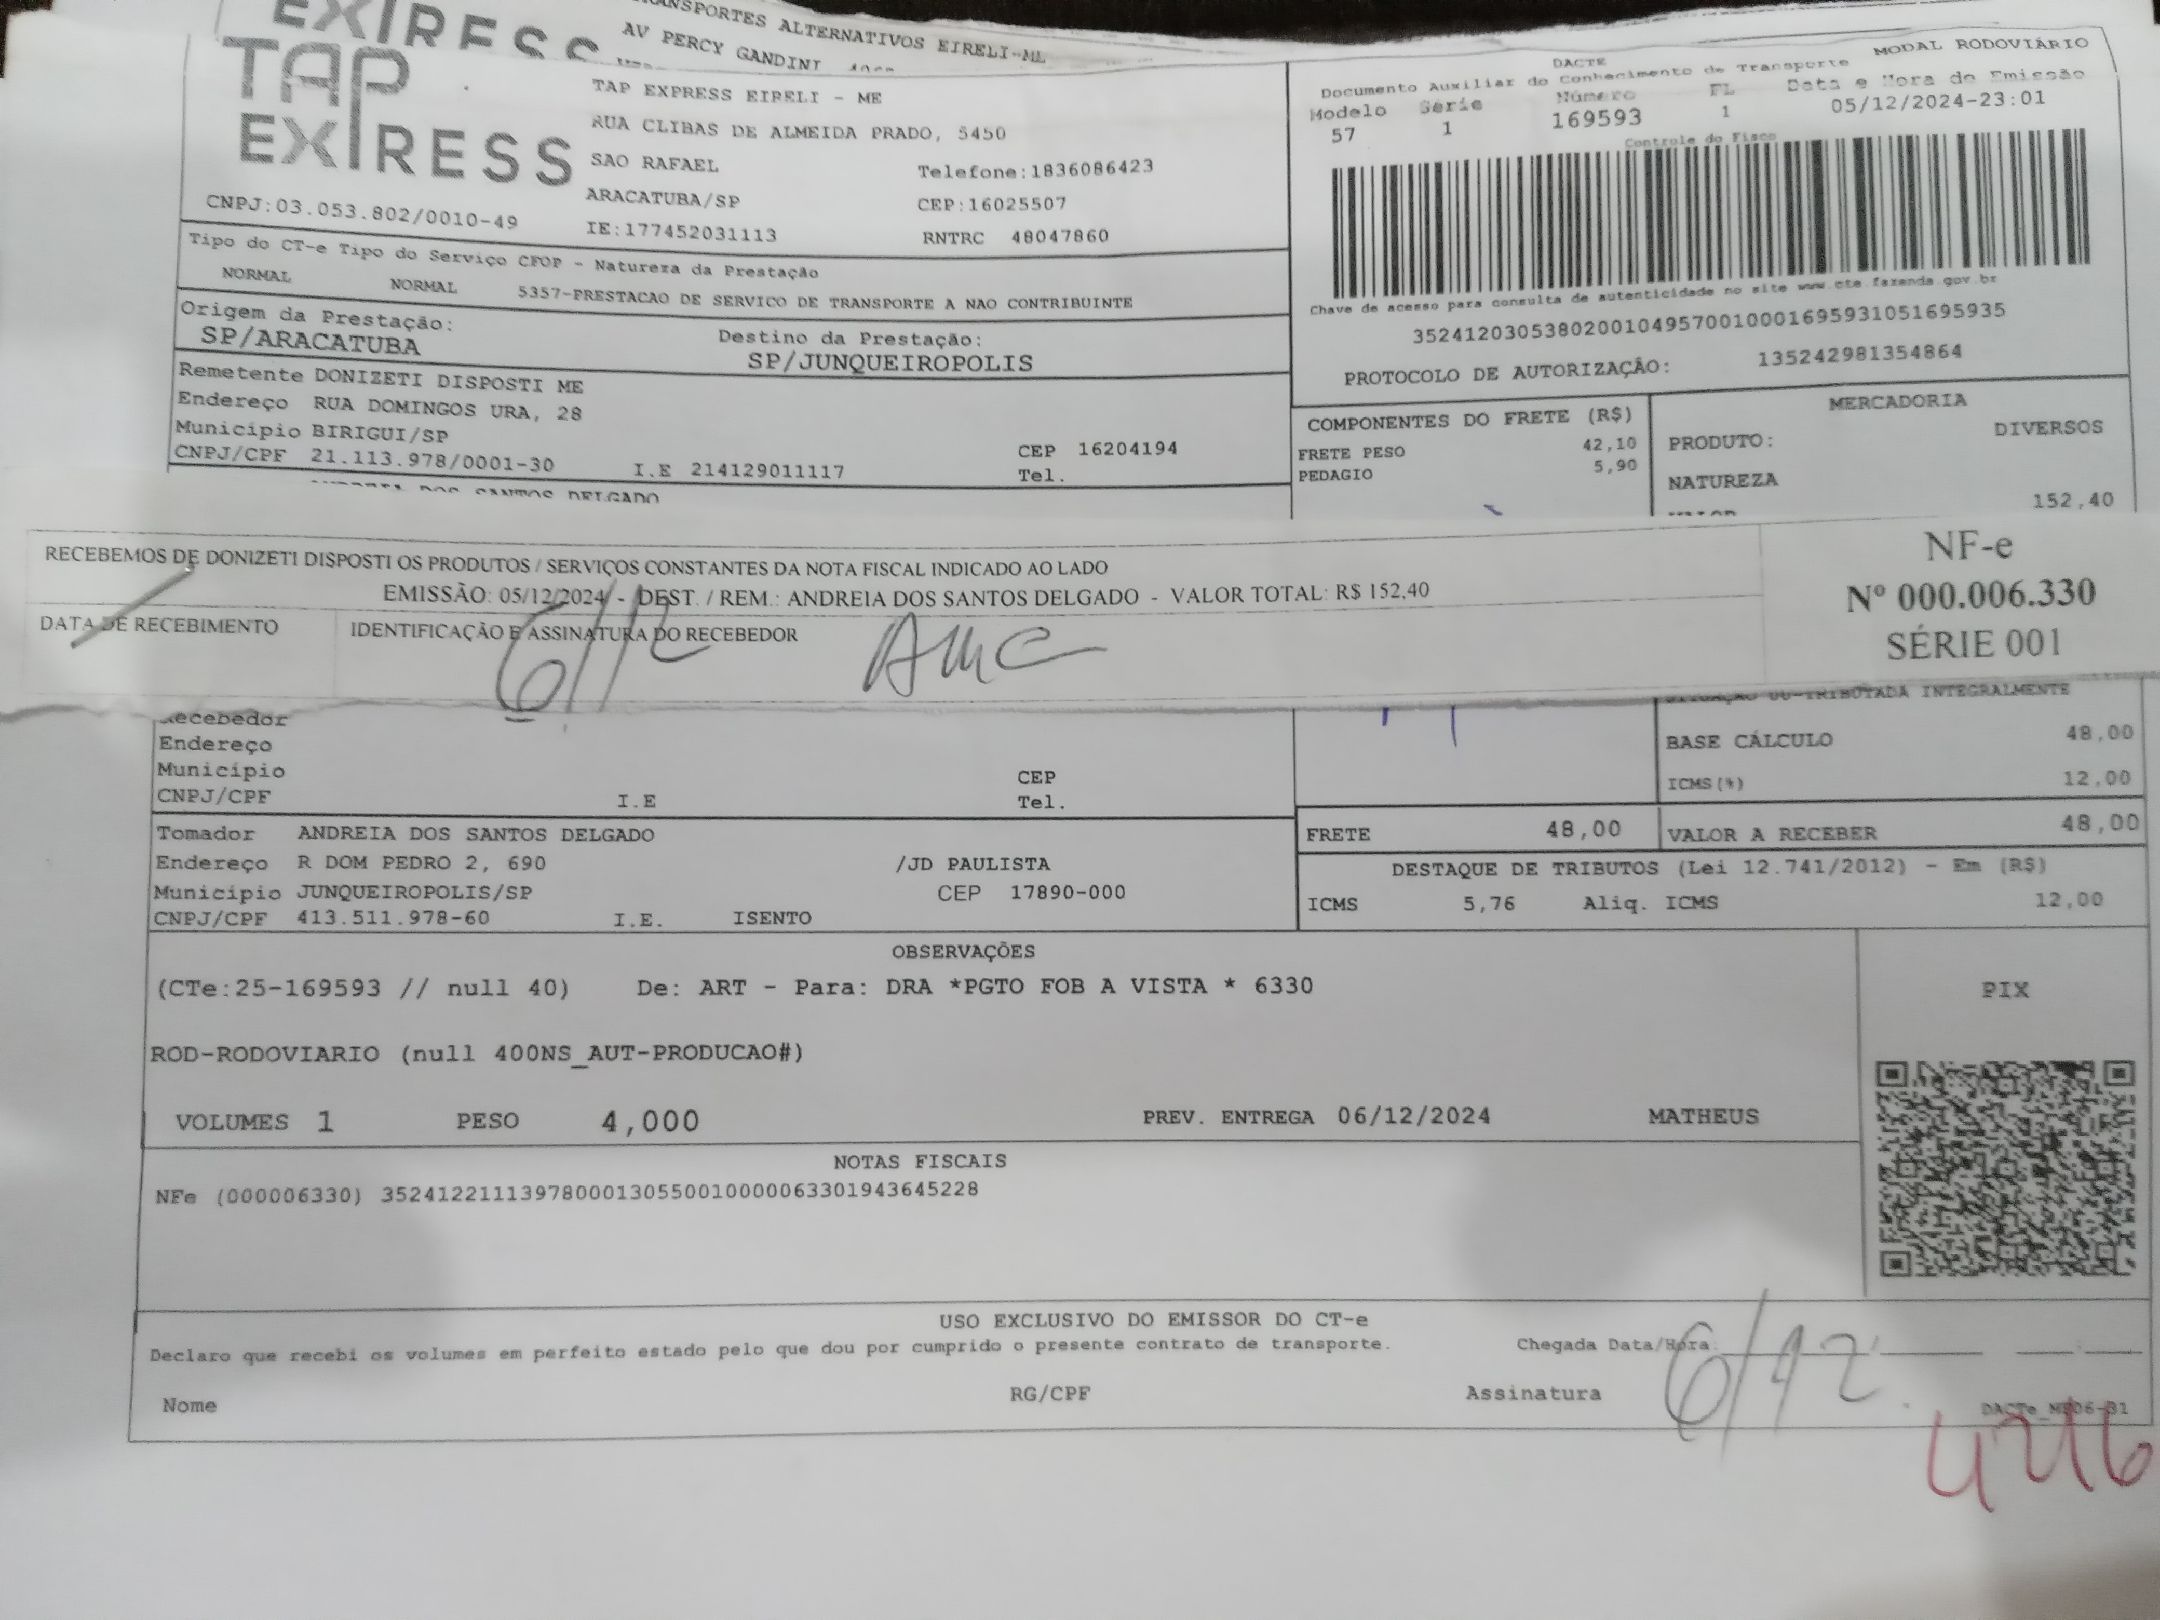 EXPRESS
TRANSPORTES ALTERNATIVOS EIRELI-ME
AV PERCY GANDINI
TAP EXPRESS
TAP EXPRESS EIRELI - ME
RUA CLIBAS DE ALMEIDA PRADO, 5450
SAO RAFAEL Telefone:1836086423
ARACATUBA/SP CEP:16025507
CNPJ:03.053.802/0010-49 IE:177452031113 RNTRC 48047860
DACTE MODAL RODOVIÁRIO
Documento Auxiliar do Conhecimento de Transporte
Modelo Série Número FL Data e Hora de Emissão
57 1 169593 1 05/12/2024-23:01
Controle do Fisco
Chave de acesso para consulta de autenticidade no site www.cte.fazenda.gov.br
35241203053802001049570010001695931051695935
PROTOCOLO DE AUTORIZAÇÃO: 135242981354864
Tipo do CT-e Tipo do Serviço CFOP - Natureza da Prestação
NORMAL NORMAL 5357-PRESTACAO DE SERVICO DE TRANSPORTE A NAO CONTRIBUINTE
Origem da Prestação: Destino da Prestação:
SP/ARACATUBA SP/JUNQUEIROPOLIS
Remetente DONIZETI DISPOSTI ME
Endereço RUA DOMINGOS URA, 28
Município BIRIGUI/SP CEP 16204194
CNPJ/CPF 21.113.978/0001-30 I.E 214129011117 Tel.
DOS SANTOS DELGADO
COMPONENTES DO FRETE (R$)
FRETE PESO 42,10
PEDAGIO 5,90
MERCADORIA
PRODUTO: DIVERSOS
NATUREZA
152,40
RECEBEMOS DE DONIZETI DISPOSTI OS PRODUTOS / SERVIÇOS CONSTANTES DA NOTA FISCAL INDICADO AO LADO
EMISSÃO: 05/12/2024 - DEST. / REM.: ANDREIA DOS SANTOS DELGADO - VALOR TOTAL: R$ 152,40
DATA DE RECEBIMENTO IDENTIFICAÇÃO E ASSINATURA DO RECEBEDOR
6/12
NF-e
Nº 000.006.330
SÉRIE 001
TRIBUTADA INTEGRALMENTE
BASE CÁLCULO 48,00
ICMS(%) 12,00
Recebedor
Endereço
Município CEP
CNPJ/CPF I.E Tel.
FRETE 48,00 VALOR A RECEBER 48,00
Tomador ANDREIA DOS SANTOS DELGADO
Endereço R DOM PEDRO 2, 690 /JD PAULISTA
Município JUNQUEIROPOLIS/SP CEP 17890-000
CNPJ/CPF 413.511.978-60 I.E. ISENTO
DESTAQUE DE TRIBUTOS (Lei 12.741/2012) - Em (R$)
ICMS 5,76 Aliq. ICMS 12,00
OBSERVAÇÕES
(CTe:25-169593 // null 40) De: ART - Para: DRA *PGTO FOB A VISTA * 6330
ROD-RODOVIARIO (null 400NS_AUT-PRODUCAO#)
VOLUMES 1 PESO 4,000 PREV. ENTREGA 06/12/2024 MATHEUS
PIX
NOTAS FISCAIS
NFe (000006330) 35241221113978000130550010000063301943645228
USO EXCLUSIVO DO EMISSOR DO CT-e
Declaro que recebi os volumes em perfeito estado pelo que dou por cumprido o presente contrato de transporte. Chegada Data/Hora:
Nome RG/CPF Assinatura
6/12